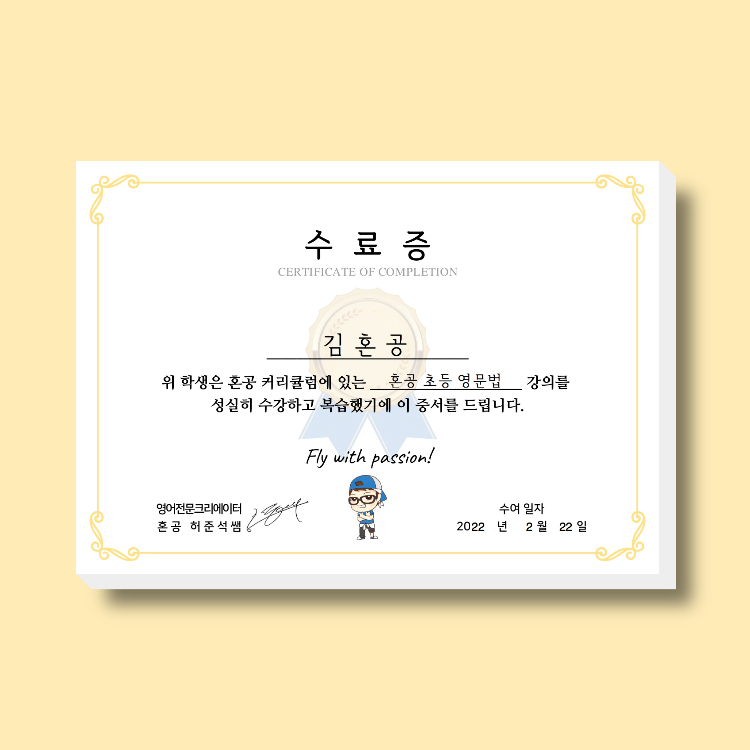 수 료 증
CERTIFICATE OF COMPLETION
김 혼 공
위 학생은 혼공 커리큘럼에 있는 혼공 초등 영문법 강의를
성실히 수강하고 복습했기에 이 증서를 드립니다.
Fly with passion!
영어전문크리에이터
혼공 허준석쌤
수여 일자
2022 년 2 월 22 일